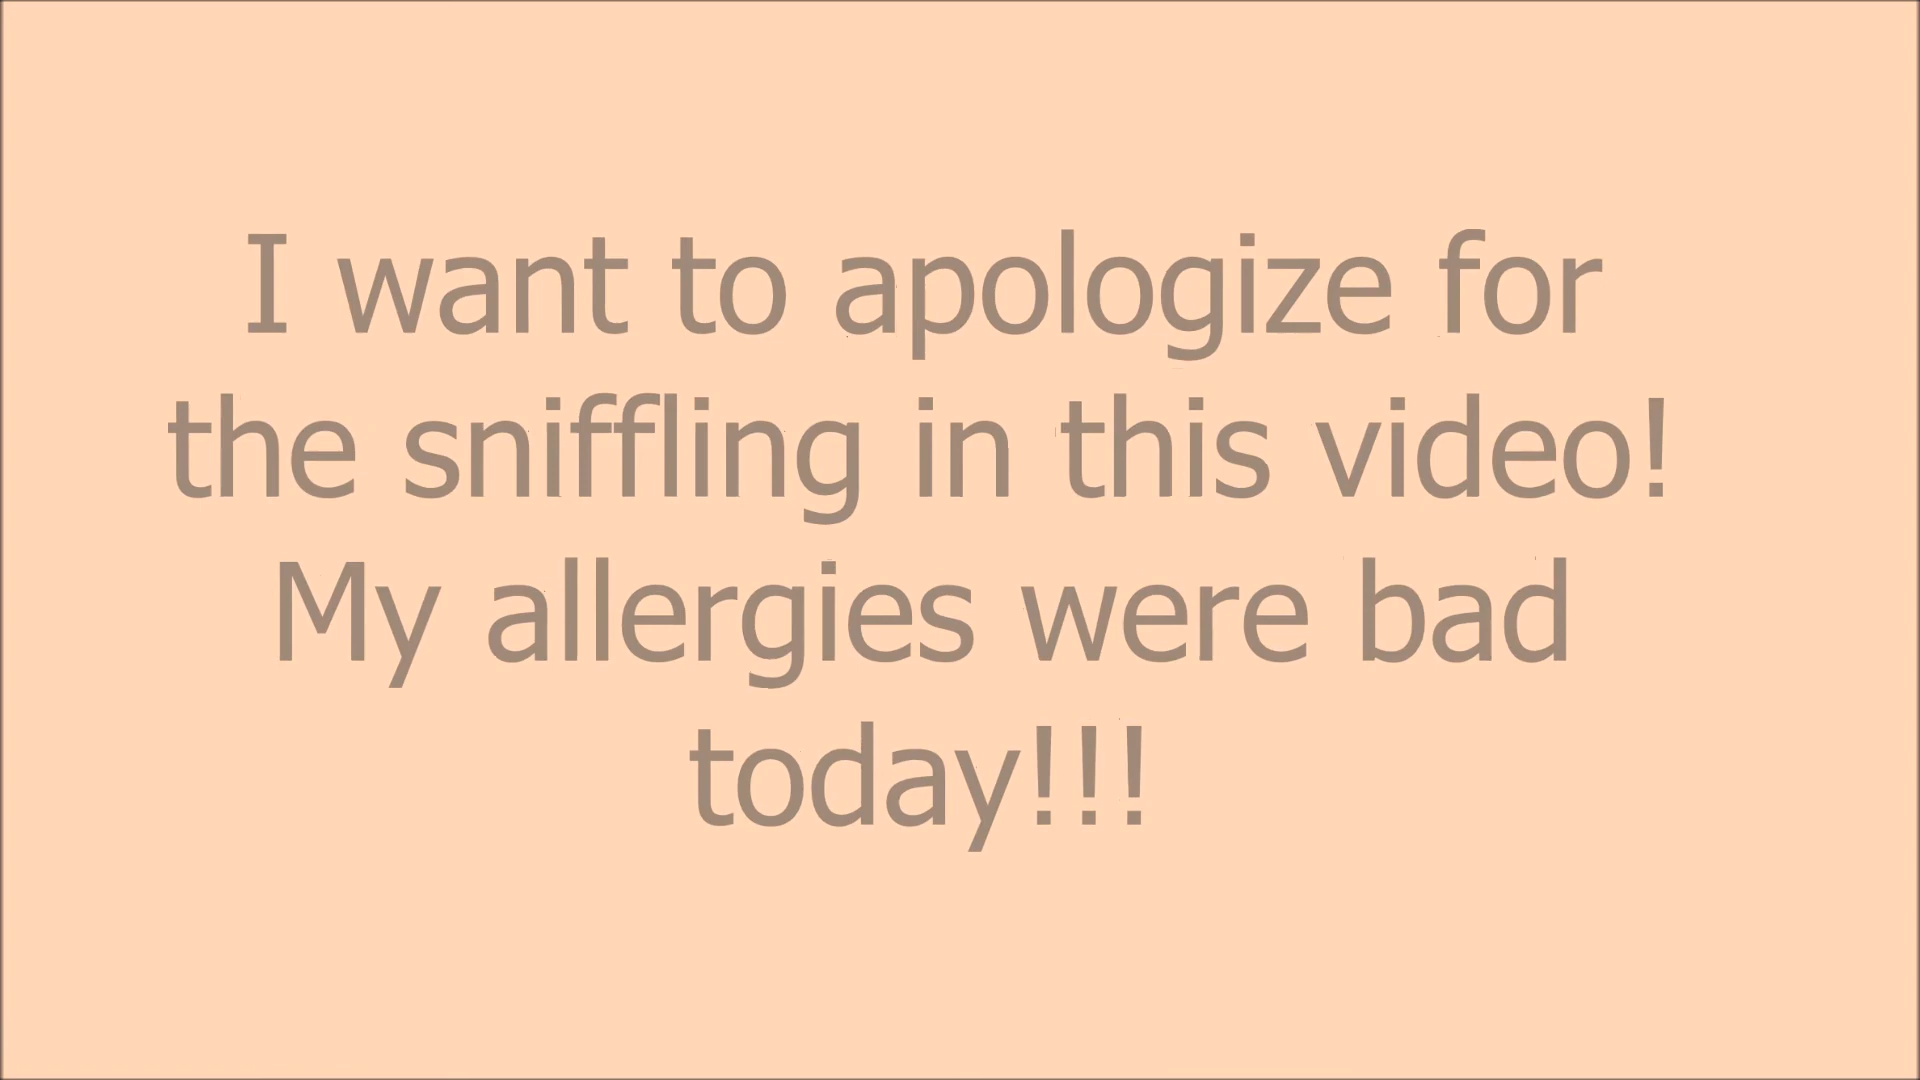 I want to apologize for
the sniffling in this video!
My allergies were bad
today!!!